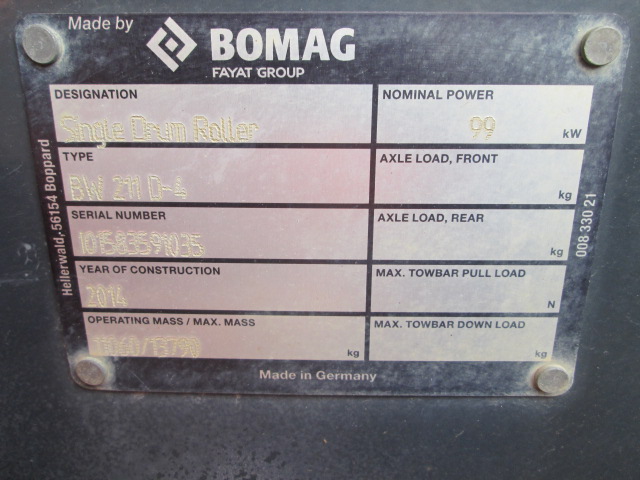 Made by
BOMAG
FAYAT GROUP
DESIGNATION
Single Drum Roller
NOMINAL POWER
99 kW
TYPE
BW 211 D-4
AXLE LOAD, FRONT
kg
SERIAL NUMBER
101583591035
AXLE LOAD, REAR
kg
YEAR OF CONSTRUCTION
2014
MAX. TOWBAR PULL LOAD
N
OPERATING MASS / MAX. MASS
11060/13790 kg
MAX. TOWBAR DOWN LOAD
kg
Made in Germany
Hellerwald, 56154 Boppard
008 330 21